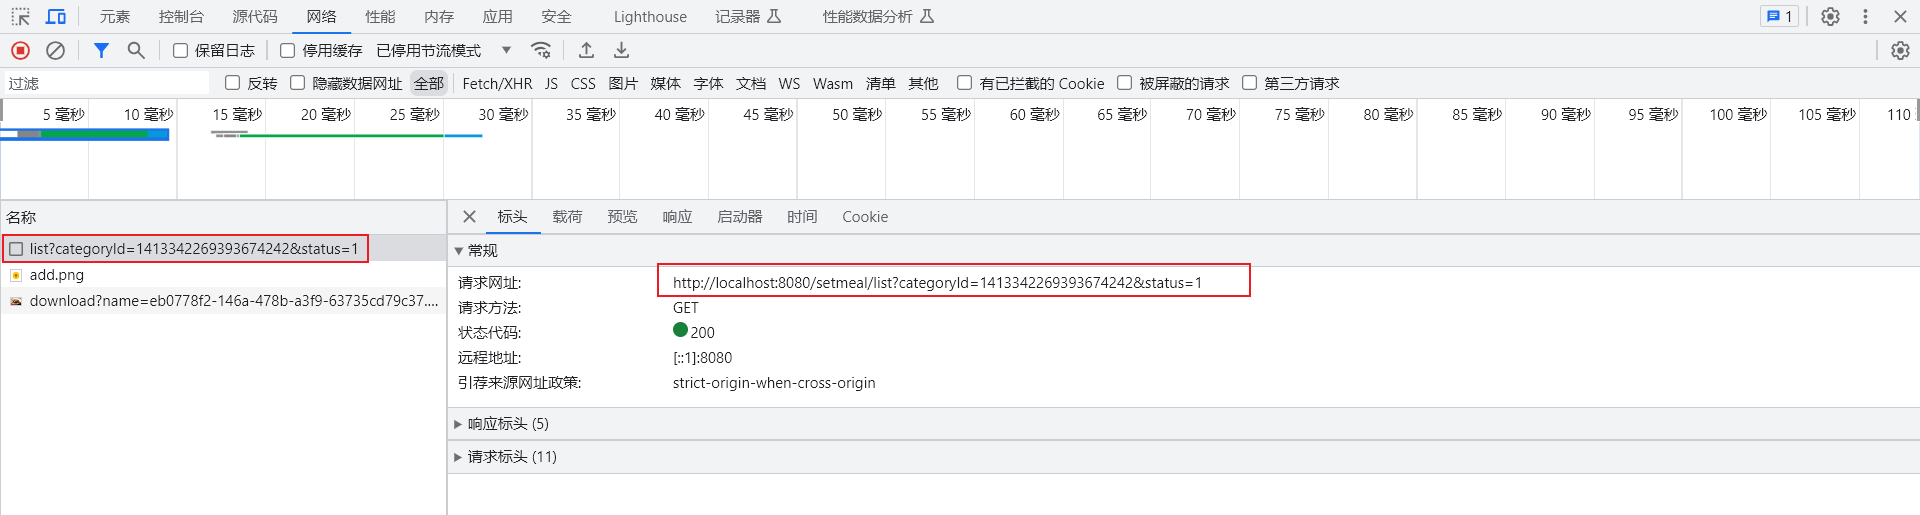 元素 控制台 源代码 网络 性能 内存 应用 安全 Lighthouse 记录器 性能数据分析 1
保留日志 停用缓存 已停用节流模式
过滤 反转 隐藏数据网址 全部 Fetch/XHR JS CSS 图片 媒体 字体 文档 WS Wasm 清单 其他 有已拦截的 Cookie 被屏蔽的请求 第三方请求
5 毫秒 10 毫秒 15 毫秒 20 毫秒 25 毫秒 30 毫秒 35 毫秒 40 毫秒 45 毫秒 50 毫秒 55 毫秒 60 毫秒 65 毫秒 70 毫秒 75 毫秒 80 毫秒 85 毫秒 90 毫秒 95 毫秒 100 毫秒 105 毫秒 110
名称
list?categoryId=1413342269393674242&status=1
add.png
download?name=eb0778f2-146a-478b-a3f9-63735cd79c37....
标头 载荷 预览 响应 启动器 时间 Cookie
常规
请求网址: http://localhost:8080/setmeal/list?categoryId=1413342269393674242&status=1
请求方法: GET
状态代码: 200
远程地址: [::1]:8080
引荐来源网址政策: strict-origin-when-cross-origin
响应标头 (5)
请求标头 (11)